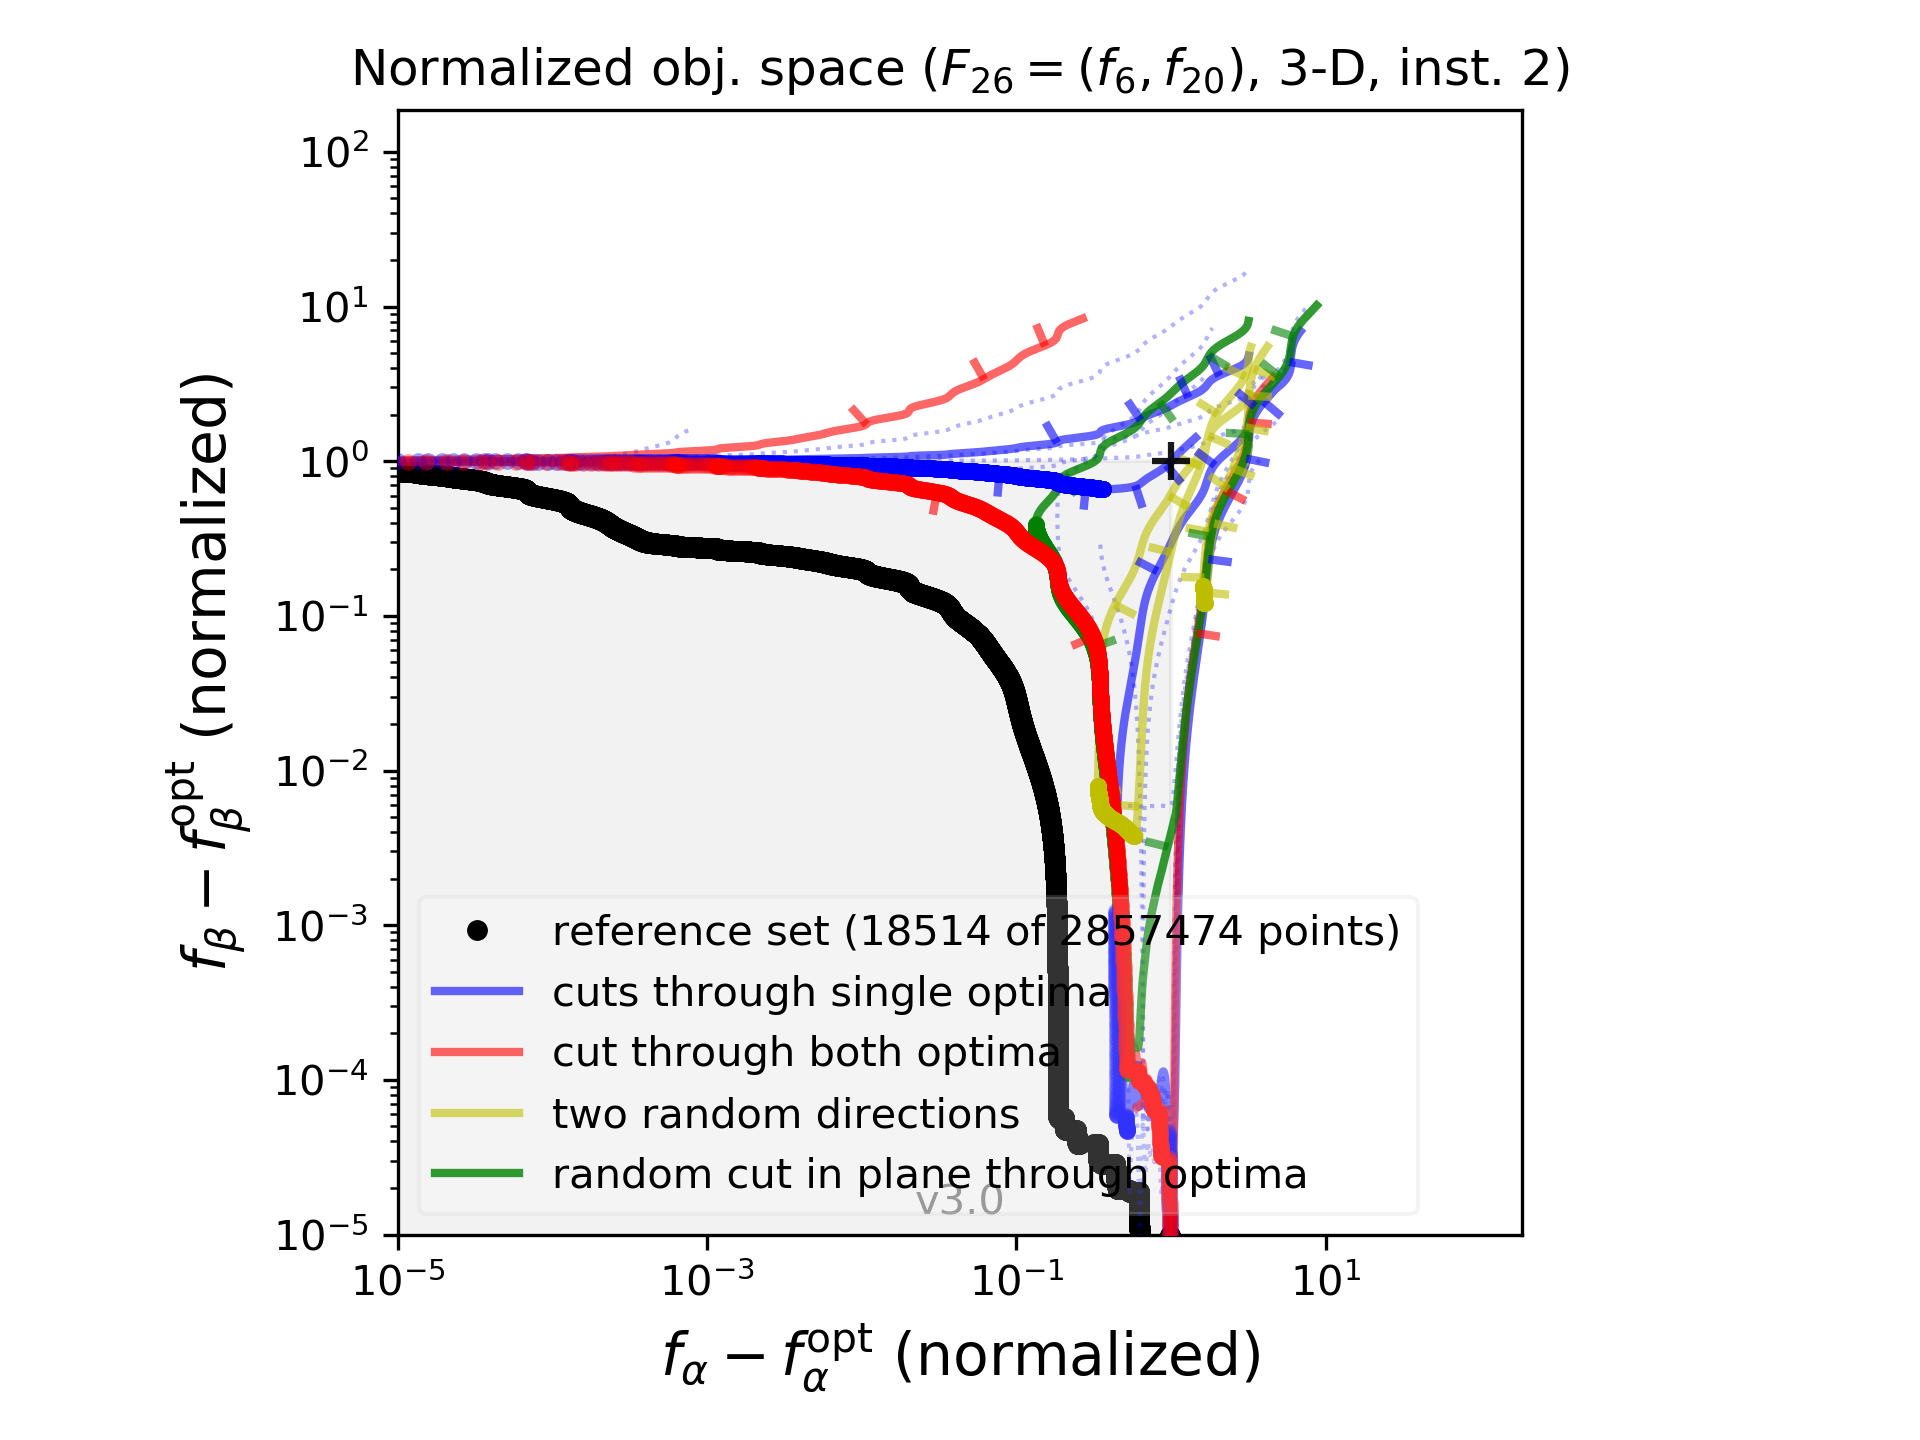 Normalized obj. space (F₂₆ = (f₆, f₂₀), 3-D, inst. 2)
10²
10¹
10⁰
10⁻¹
10⁻²
10⁻³
10⁻⁴
10⁻⁵
f_β − f_β^opt (normalized)
reference set (18514 of 2857474 points)
cuts through single optima
cut through both optima
two random directions
random cut in plane through optima
v3.0
10⁻⁵ 10⁻³ 10⁻¹ 10¹
f_α − f_α^opt (normalized)